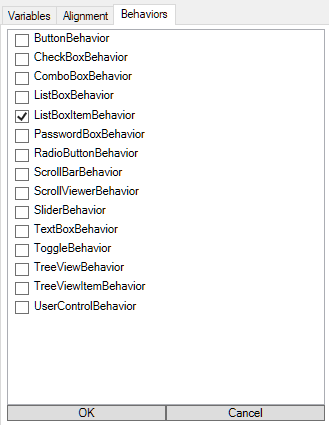 Variables Alignment Behaviors
ButtonBehavior
CheckBoxBehavior
ComboBoxBehavior
ListBoxBehavior
ListBoxItemBehavior
PasswordBoxBehavior
RadioButtonBehavior
ScrollBarBehavior
ScrollViewerBehavior
SliderBehavior
TextBoxBehavior
ToggleBehavior
TreeViewBehavior
TreeViewItemBehavior
UserControlBehavior
OK Cancel